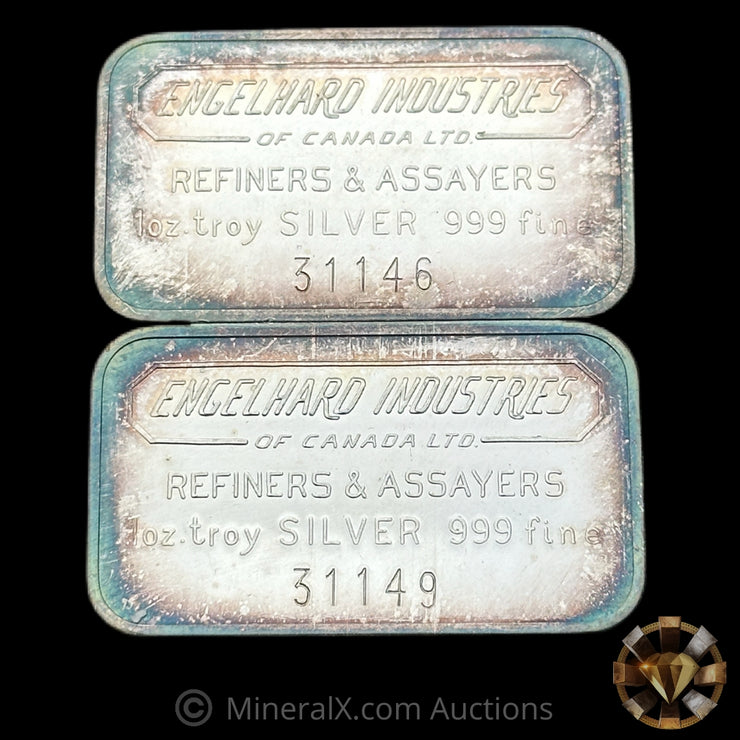 ENGELHARD INDUSTRIES
OF CANADA LTD.
REFINERS & ASSAYERS
1oz.troy SILVER 999 fine
31146
ENGELHARD INDUSTRIES
OF CANADA LTD.
REFINERS & ASSAYERS
1oz.troy SILVER 999 fine
31149
© MineralX.com Auctions